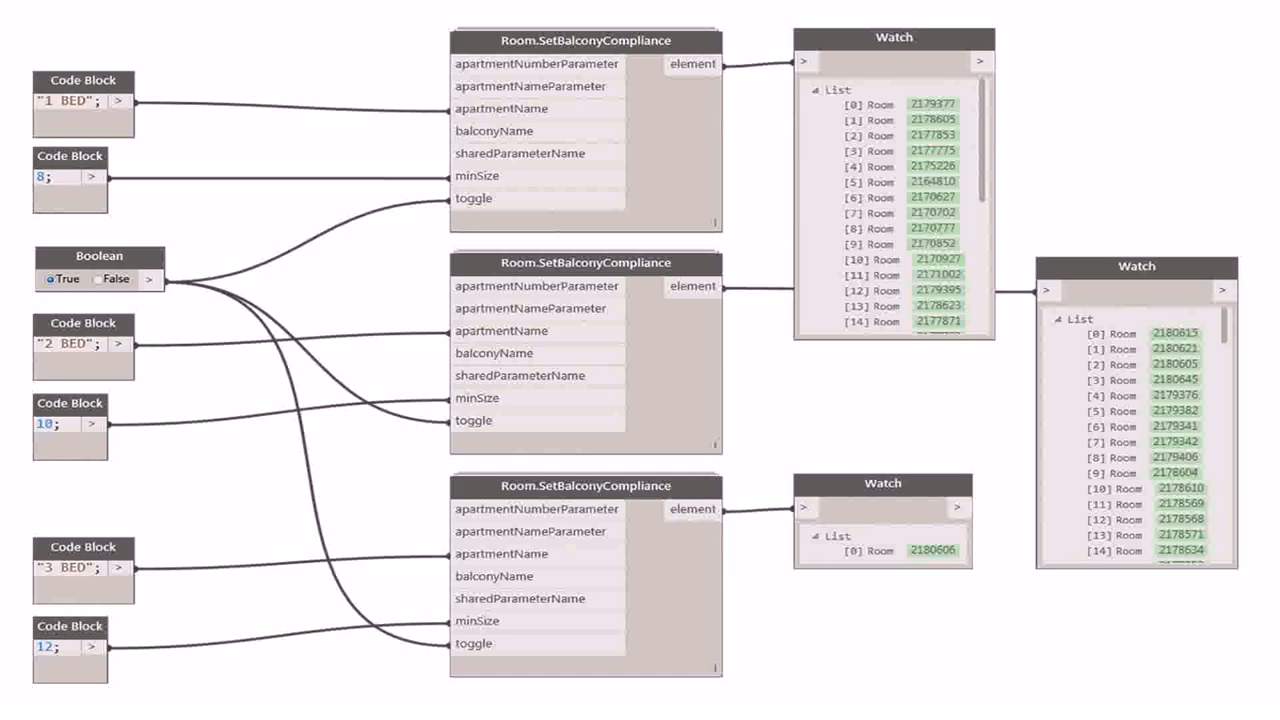 Code Block
"1 BED"; >
Code Block
8; >
Boolean
True False >
Code Block
"2 BED"; >
Code Block
10; >
Code Block
"3 BED"; >
Code Block
12; >
Room.SetBalconyCompliance
apartmentNumberParameter element
apartmentNameParameter
apartmentName
balconyName
sharedParameterName
minSize
toggle
Room.SetBalconyCompliance
apartmentNumberParameter element
apartmentNameParameter
apartmentName
balconyName
sharedParameterName
minSize
toggle
Room.SetBalconyCompliance
apartmentNumberParameter element
apartmentNameParameter
apartmentName
balconyName
sharedParameterName
minSize
toggle
Watch
> >
List
[0] Room 2179377
[1] Room 2178605
[2] Room 2177853
[3] Room 2177775
[4] Room 2175226
[5] Room 2164810
[6] Room 2170627
[7] Room 2170702
[8] Room 2170777
[9] Room 2170852
[10] Room 2170927
[11] Room 2171002
[12] Room 2179395
[13] Room 2178623
[14] Room 2177871
Watch
> >
List
[0] Room 2180606
Watch
> >
List
[0] Room 2180615
[1] Room 2180621
[2] Room 2180605
[3] Room 2180645
[4] Room 2179376
[5] Room 2179382
[6] Room 2179341
[7] Room 2179342
[8] Room 2179406
[9] Room 2178604
[10] Room 2178610
[11] Room 2178569
[12] Room 2178568
[13] Room 2178571
[14] Room 2178634